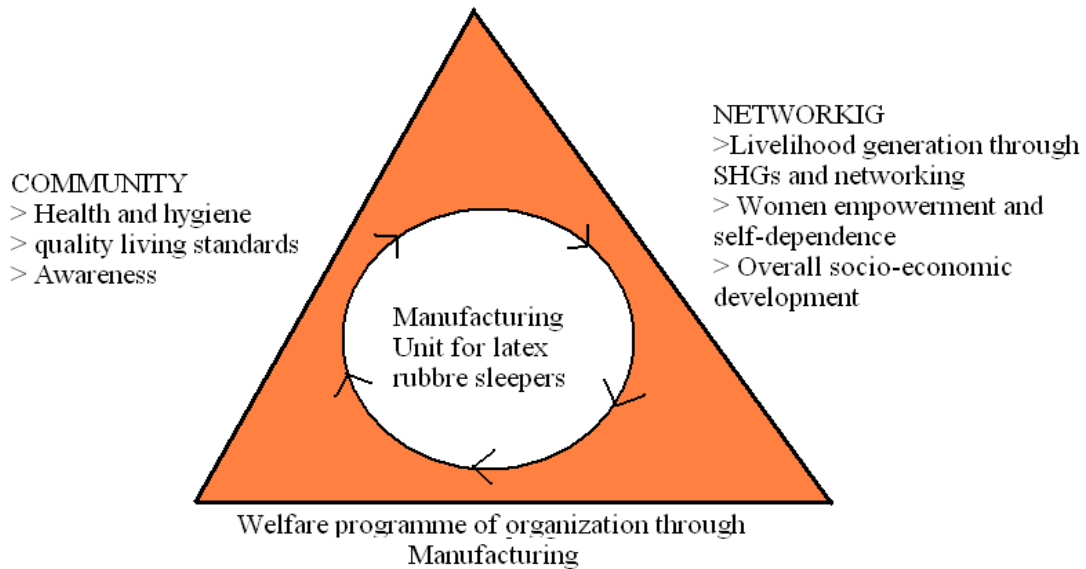 COMMUNITY
> Health and hygiene
> quality living standards
> Awareness
NETWORKIG
>Livelihood generation through
SHGs and networking
> Women empowerment and
self-dependence
> Overall socio-economic
development
Manufacturing
Unit for latex
rubbre sleepers
Welfare programme of organization through
Manufacturing